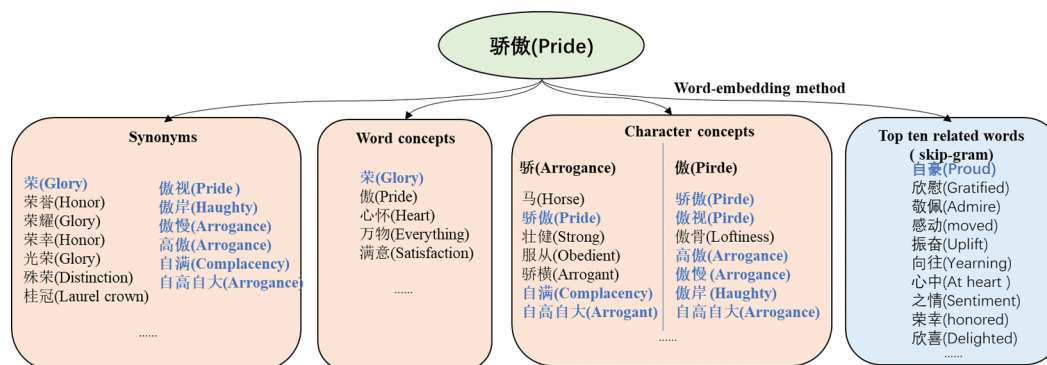 骄傲(Pride)
Word-embedding method
Synonyms
荣(Glory)
荣誉(Honor)
荣耀(Glory)
荣幸(Honor)
光荣(Glory)
殊荣(Distinction)
桂冠(Laurel crown)
傲视(Pride)
傲岸(Haughty)
傲慢(Arrogance)
高傲(Arrogance)
自满(Complacency)
自高自大(Arrogance)
......
Word concepts
荣(Glory)
傲(Pride)
心怀(Heart)
万物(Everything)
满意(Satisfaction)
......
Character concepts
骄(Arrogance)
马(Horse)
骄傲(Pride)
壮健(Strong)
服从(Obedient)
骄横(Arrogant)
自满(Complacency)
自高自大(Arrogant)
傲(Pirde)
骄傲(Pirde)
傲视(Pirde)
傲骨(Loftiness)
高傲(Arrogance)
傲慢(Arrogance)
傲岸(Haughty)
自高自大(Arrogance)
......
Top ten related words
( skip-gram)
自豪(Proud)
欣慰(Gratified)
敬佩(Admire)
感动(moved)
振奋(Uplift)
向往(Yearning)
心中(At heart )
之情(Sentiment)
荣幸(honored)
欣喜(Delighted)
......